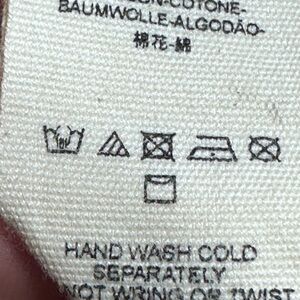 COTONE-
BAUMWOLLE-ALGODÃO-
棉花-綿
HAND WASH COLD
SEPARATELY
NOT WRING OR TWIST